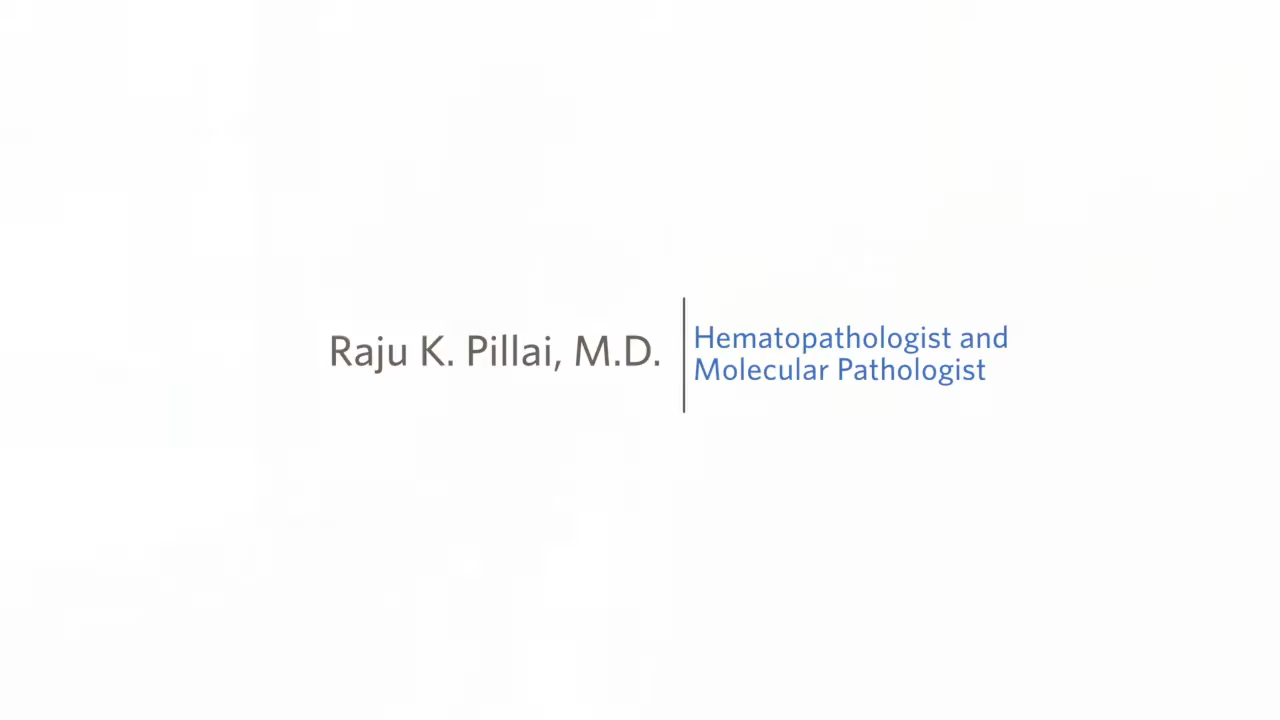 Raju K. Pillai, M.D.
Hematopathologist and
Molecular Pathologist